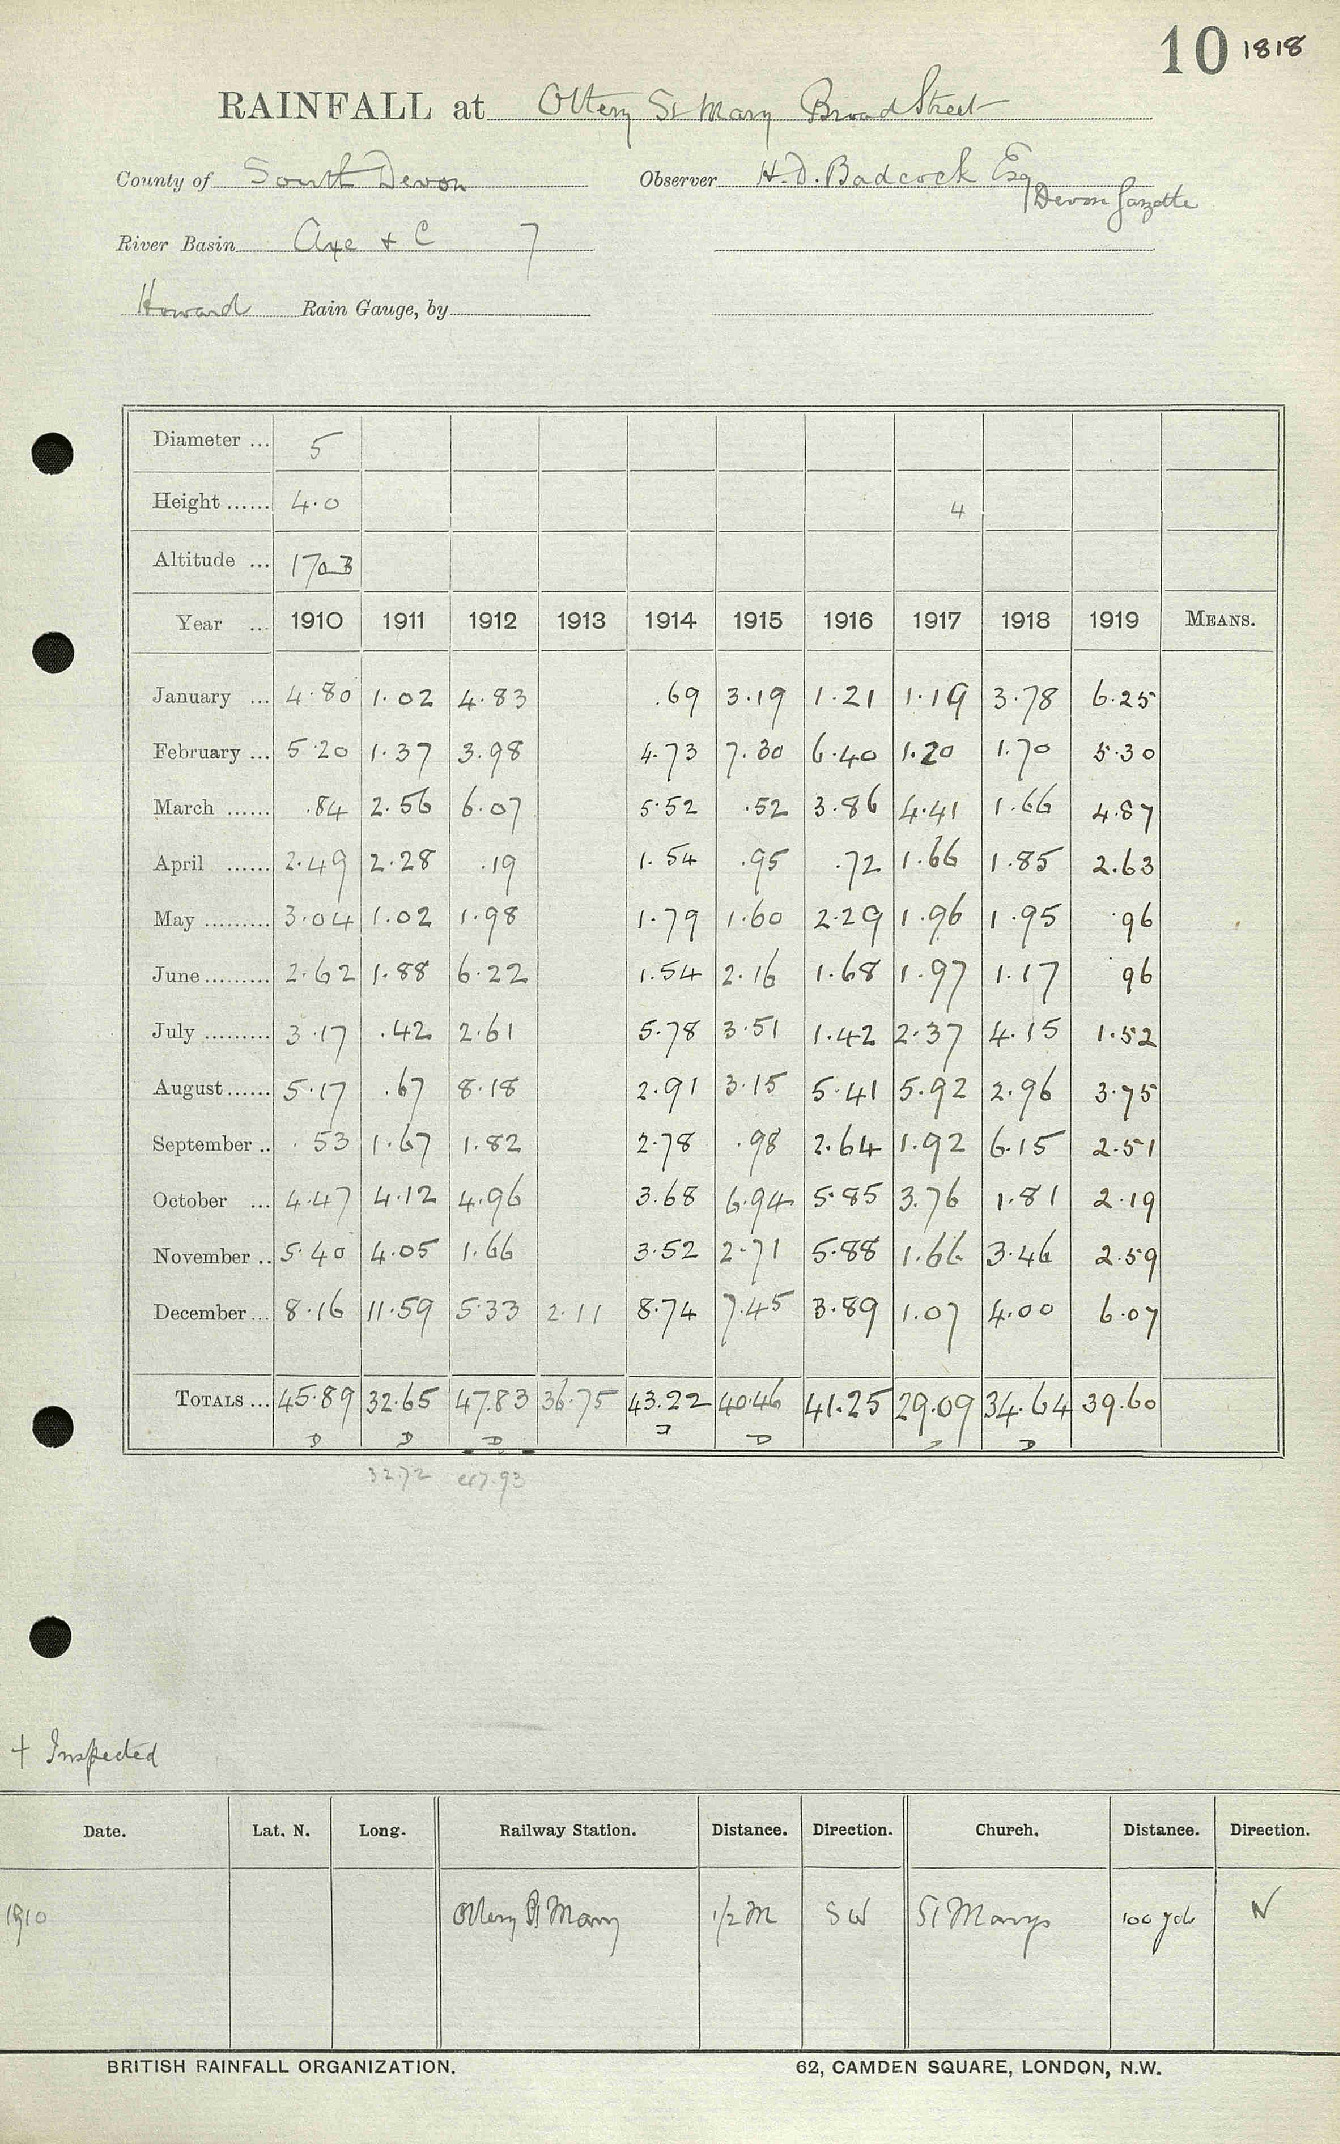 10 1818
RAINFALL at Ottery St Mary Broad Street
County of South Devon Observer H.D. Badcock Esq
Devon Gazette
River Basin Axe + C 7
Howard Rain Gauge, by
Diameter ... 5
Height ...... 4.0 4
Altitude ...
Year ... 1910 1911 1912 1913 1914 1915 1916 1917 1918 1919 MEANS.
January ... 4.80 1.02 4.83 .69 3.19 1.21 1.19 3.78 6.25
February ... 5.20 1.37 3.98 4.73 7.30 6.40 1.20 1.70 5.30
March ...... .84 2.56 6.07 5.52 .52 3.86 4.41 1.66 4.87
April ...... 2.49 2.28 .19 1.54 .95 .72 1.66 1.85 2.63
May ......... 3.04 1.02 1.98 1.79 1.60 2.29 1.96 1.95 .96
June ......... 2.62 1.88 6.22 1.54 2.16 1.68 1.97 1.17 96
July ......... 3.17 .42 2.61 5.78 3.51 1.42 2.37 4.15 1.52
August ...... 5.17 .67 8.18 2.91 3.15 5.41 5.92 2.96 3.75
September .. .53 1.67 1.82 2.78 .98 2.64 1.92 6.15 2.51
October ... 4.47 4.12 4.96 3.68 6.94 5.85 3.76 1.81 2.19
November .. 5.40 4.05 1.66 3.52 2.71 5.88 1.66 3.46 2.59
December ... 8.16 11.59 5.33 2.11 8.74 7.45 3.89 1.07 4.00 6.07
TOTALS ... 45.89 32.65 47.83 36.75 43.22 40.46 41.25 29.09 34.64 39.60
D D D D D D D
32.72 47.93
+ Inspected
Date. Lat. N. Long. Railway Station. Distance. Direction. Church. Distance. Direction.
1910 Ottery St Mary 1/2 M SW St Marys 100 yds N
BRITISH RAINFALL ORGANIZATION. 62, CAMDEN SQUARE, LONDON, N.W.